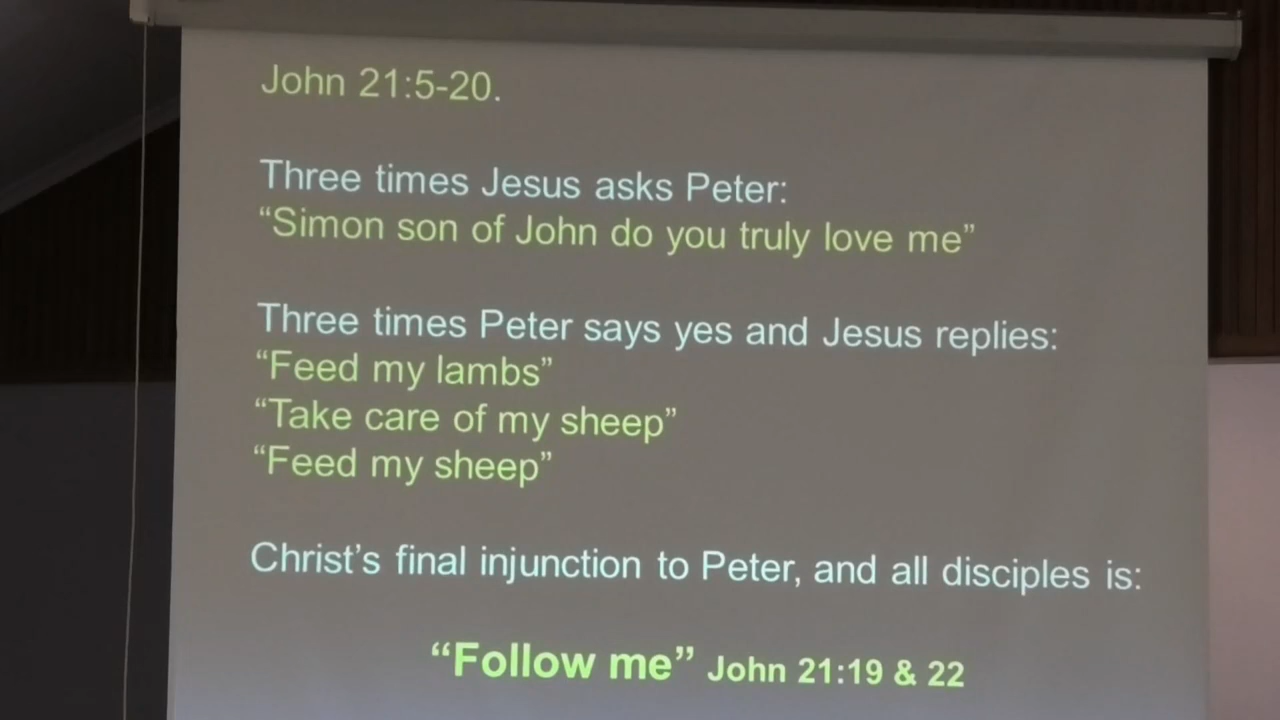 John 21:5-20.
Three times Jesus asks Peter:
“Simon son of John do you truly love me”
Three times Peter says yes and Jesus replies:
“Feed my lambs”
“Take care of my sheep”
“Feed my sheep”
Christ’s final injunction to Peter, and all disciples is:
“Follow me” John 21:19 & 22